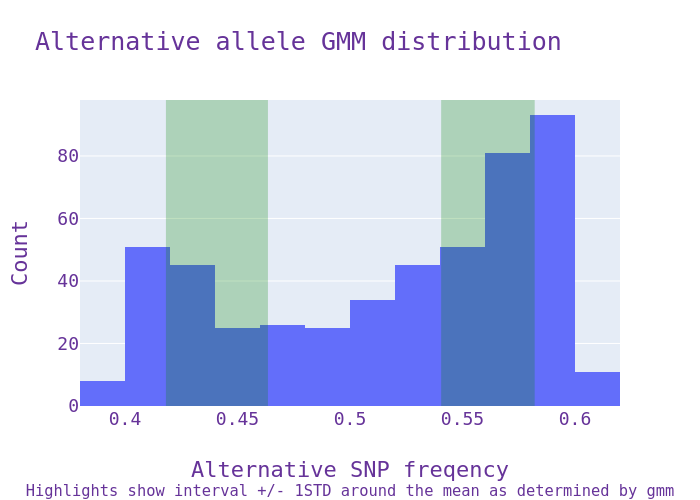 Alternative allele GMM distribution
Count
80
60
40
20
0
0.4 0.45 0.5 0.55 0.6
Alternative SNP freqency
Highlights show interval +/- 1STD around the mean as determined by gmm